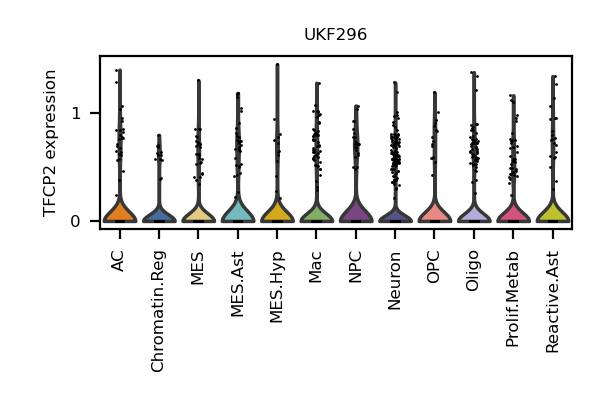 UKF296
TFCP2 expression
1
0
AC
Chromatin.Reg
MES
MES.Ast
MES.Hyp
Mac
NPC
Neuron
OPC
Oligo
Prolif.Metab
Reactive.Ast